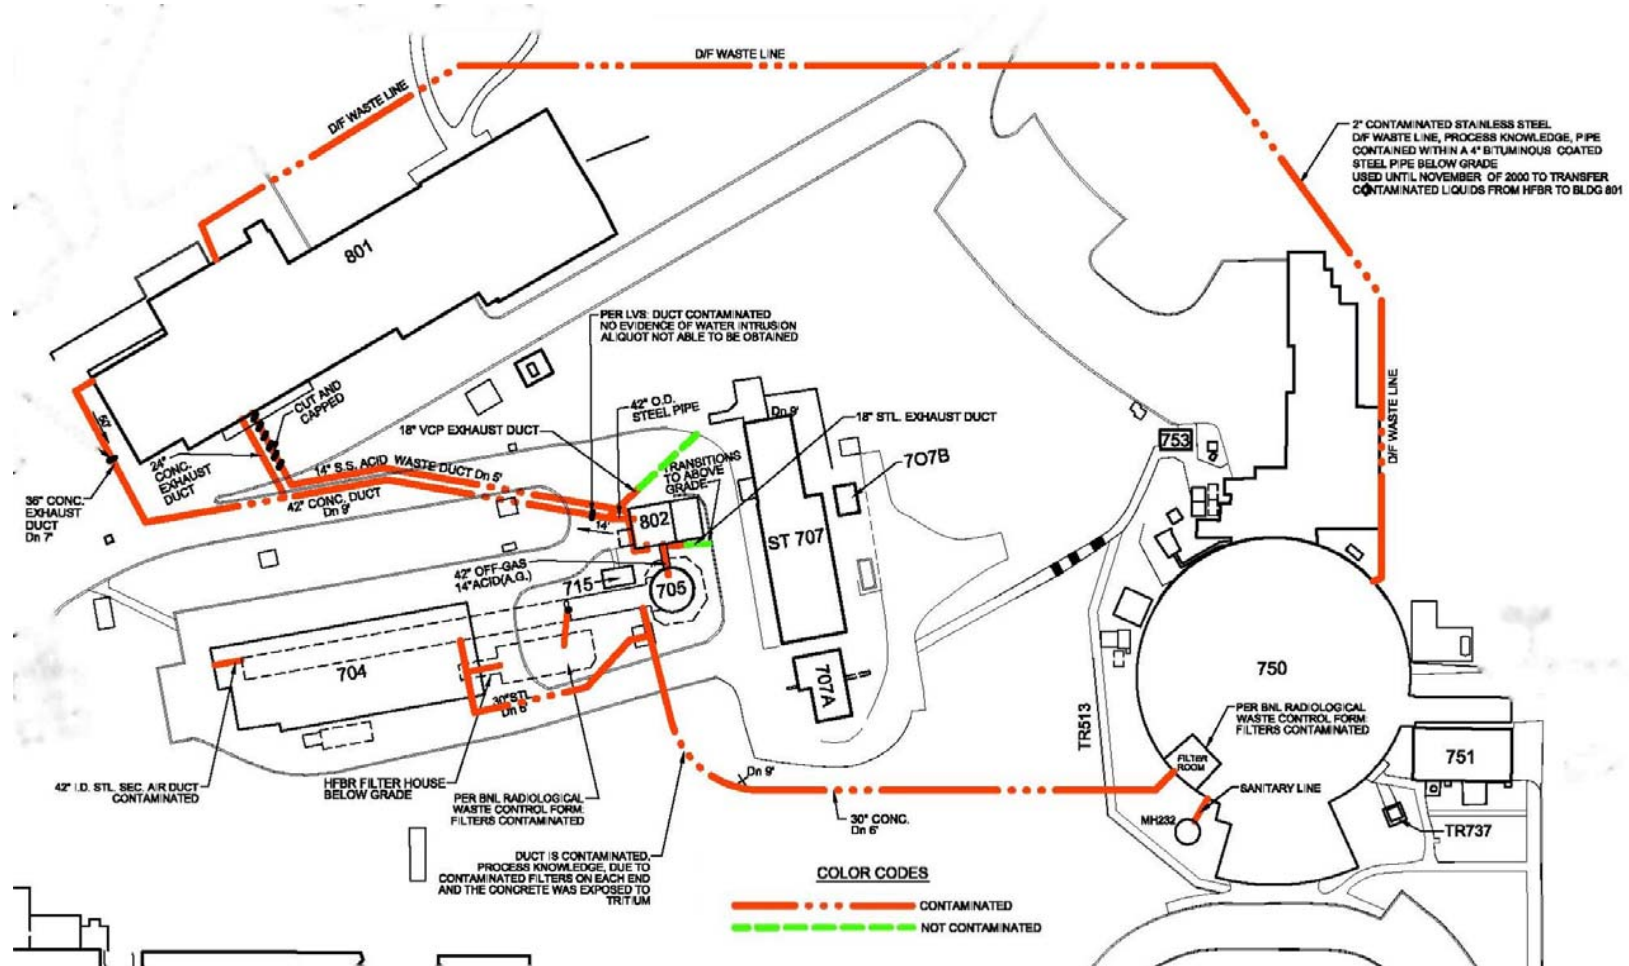 D/F WASTE LINE
D/F WASTE LINE
2" CONTAMINATED STAINLESS STEEL
D/F WASTE LINE, PROCESS KNOWLEDGE, PIPE
CONTAINED WITHIN A 4" BITUMINOUS COATED
STEEL PIPE BELOW GRADE
USED UNTIL NOVEMBER OF 2000 TO TRANSFER
CONTAMINATED LIQUIDS FROM HFBR TO BLDG 801
801
PER LVS: DUCT CONTAMINATED
NO EVIDENCE OF WATER INTRUSION
ALIQUOT NOT ABLE TO BE OBTAINED
D/F WASTE LINE
CUT AND
CAPPED
42" O.D.
STEEL PIPE
Dn 9'
18" STL. EXHAUST DUCT
18" VCP EXHAUST DUCT
753
707B
24"
CONC.
EXHAUST
DUCT
14" S.S. ACID WASTE DUCT Dn 5'
TRANSITIONS
TO ABOVE
GRADE
36" CONC.
EXHAUST
DUCT
Dn 7'
42" CONC. DUCT
Dn 9'
14'
802
ST 707
42" OFF-GAS
14" ACID(A.G.)
715
705
704
707A
750
30" STL
Dn 6'
TR513
PER BNL RADIOLOGICAL
WASTE CONTROL FORM:
FILTERS CONTAMINATED
FILTER
ROOM
751
42" I.D. STL SEC. AIR DUCT
CONTAMINATED
HFBR FILTER HOUSE
BELOW GRADE
PER BNL RADIOLOGICAL
WASTE CONTROL FORM:
FILTERS CONTAMINATED
Dn 9'
SANITARY LINE
MH232
30" CONC.
Dn 6'
TR737
DUCT IS CONTAMINATED,
PROCESS KNOWLEDGE, DUE TO
CONTAMINATED FILTERS ON EACH END
AND THE CONCRETE WAS EXPOSED TO
TRITIUM
COLOR CODES
CONTAMINATED
NOT CONTAMINATED